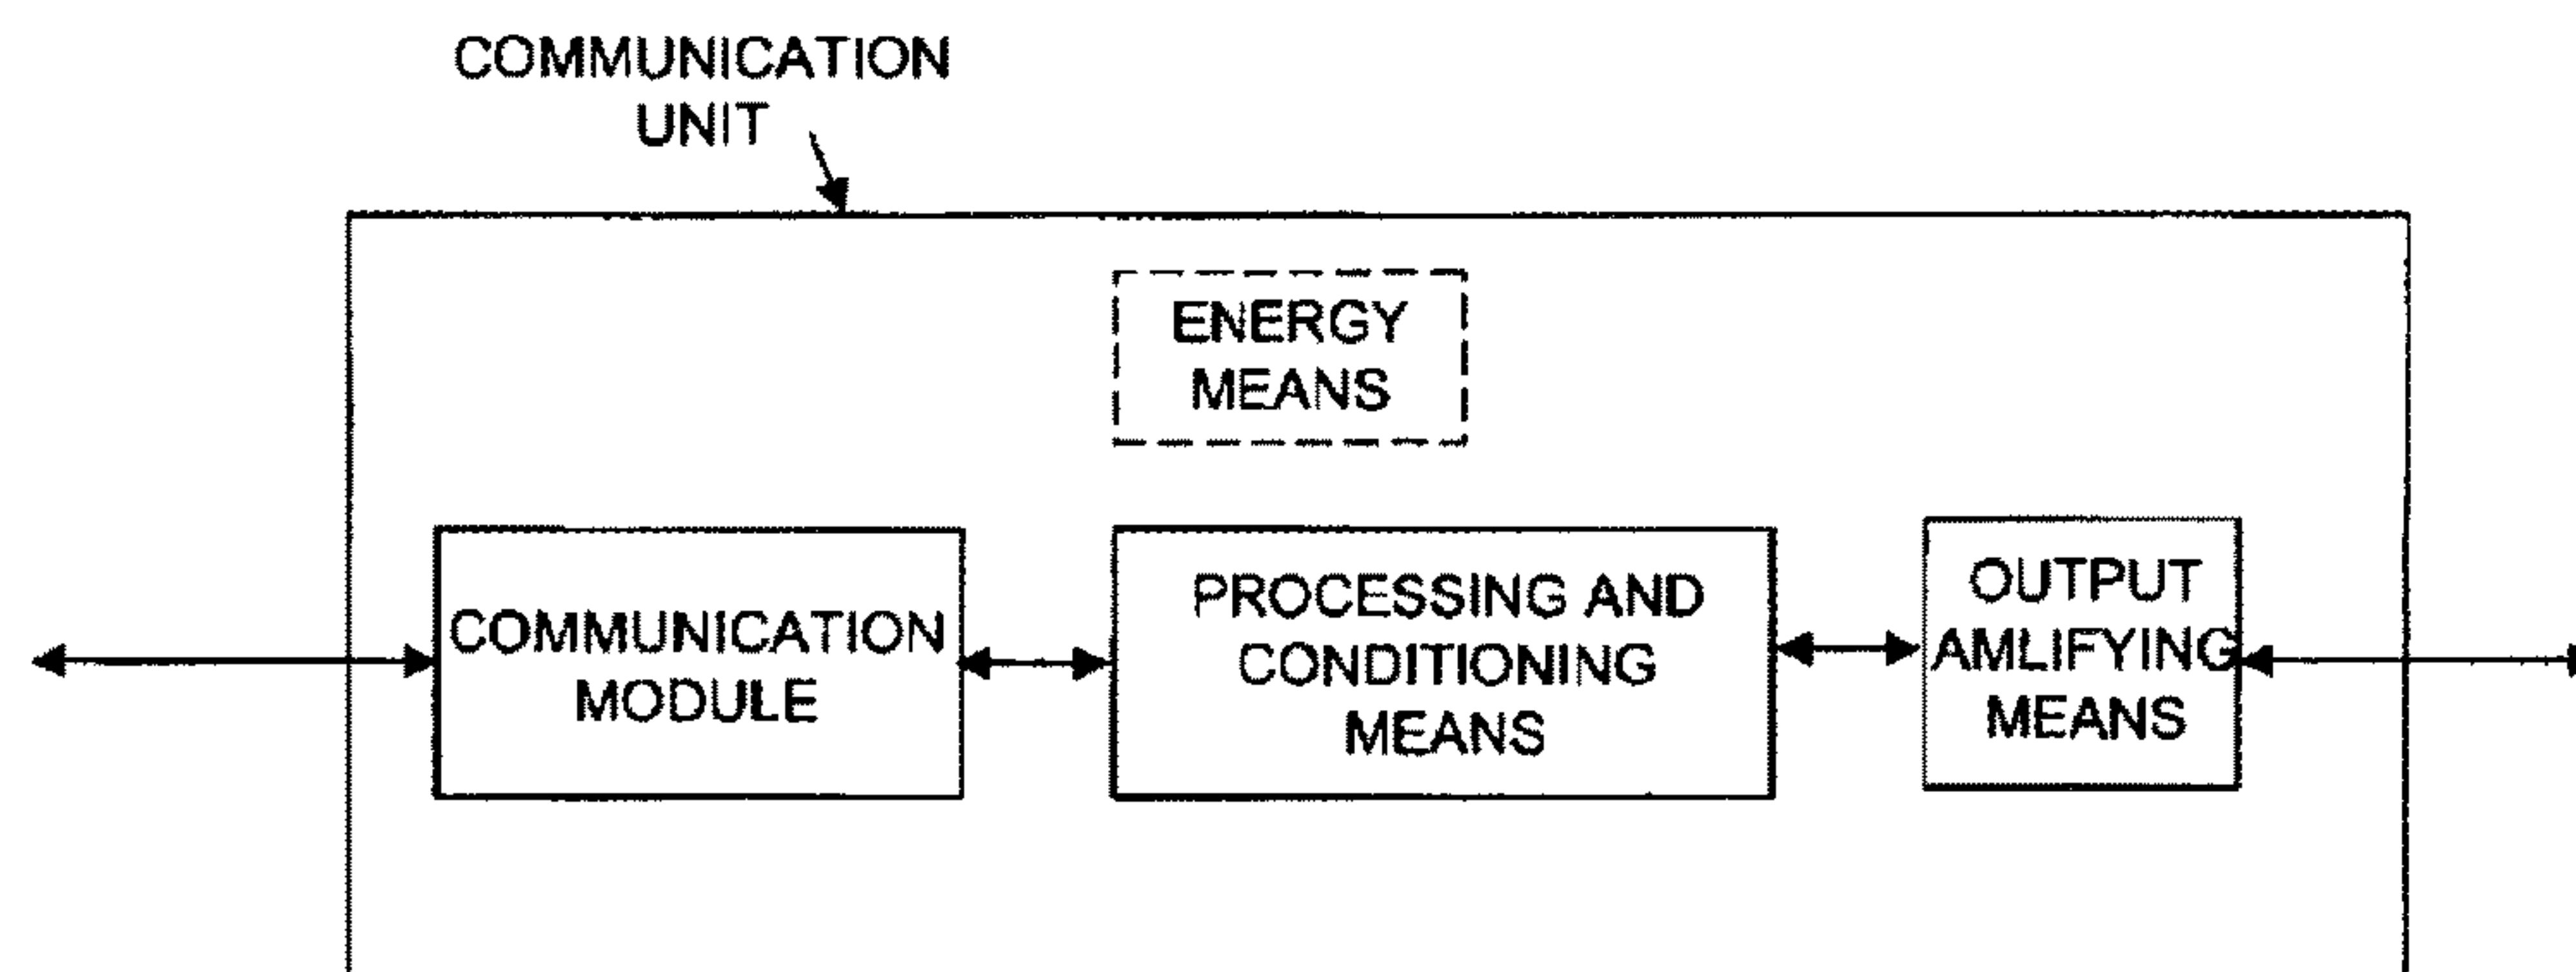 COMMUNICATION
UNIT
ENERGY
MEANS
COMMUNICATION
MODULE
PROCESSING AND
CONDITIONING
MEANS
OUTPUT
AMLIFYING
MEANS